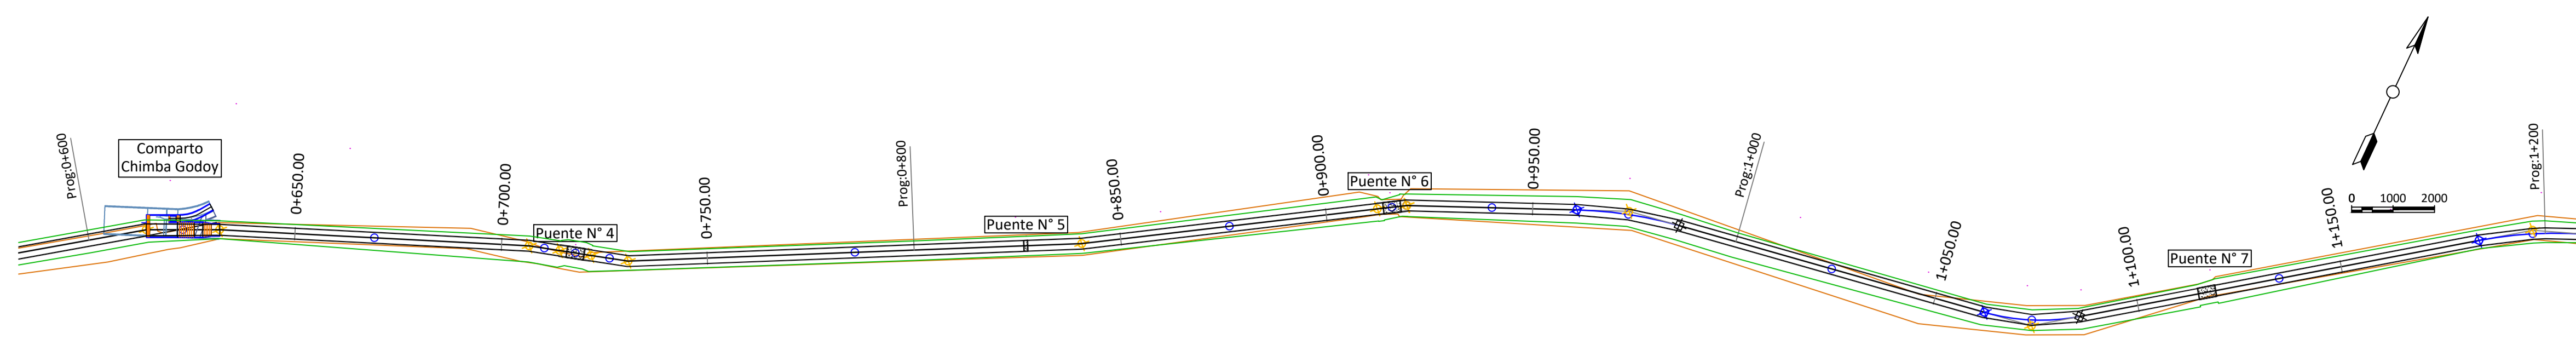 Prog:0+600
Comparto
Chimba Godoy
0+650.00
0+700.00
Puente N° 4
0+750.00
Prog:0+800
Puente N° 5
0+850.00
0+900.00
Puente N° 6
0+950.00
Prog:1+000
1+050.00
1+100.00
Puente N° 7
1+150.00
0 1000 2000
Prog:1+200